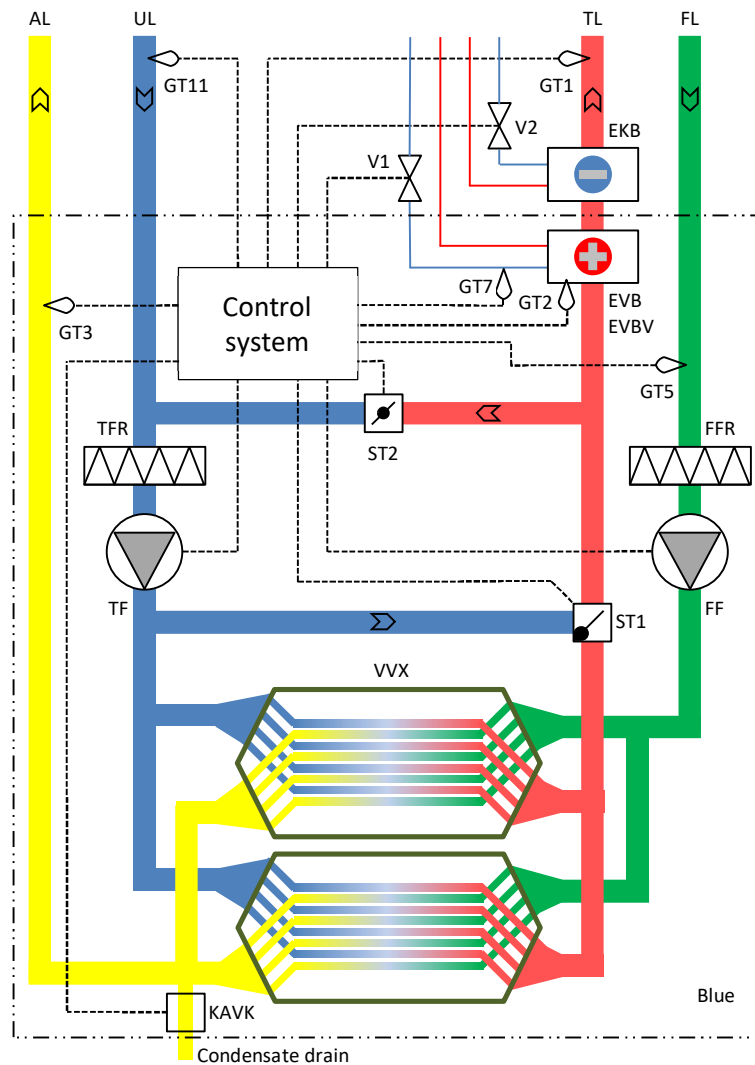 AL
UL
TL
FL
GT11
GT1
V2
EKB
V1
GT7
GT2
EVB
EVBV
GT3
Control
system
GT5
TFR
FFR
ST2
TF
ST1
FF
VVX
Blue
KAVK
Condensate drain